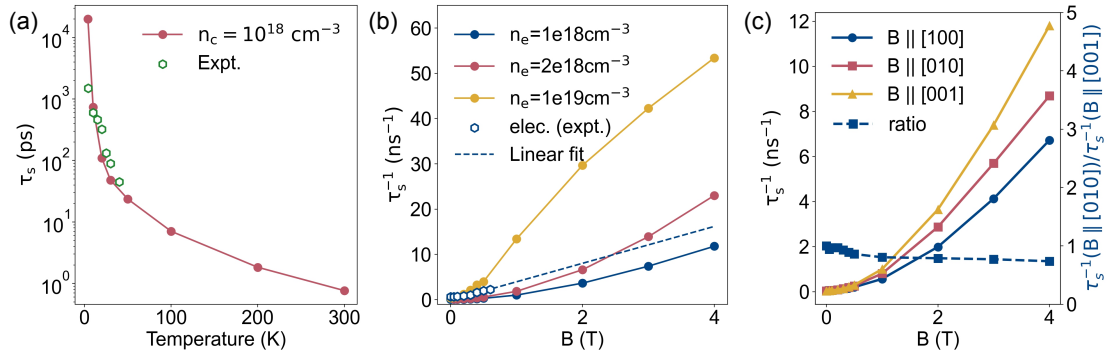 (a)
n_c = 10^18 cm^−3
Expt.
10^4
10^3
10^2
10^1
10^0
τ_s (ps)
0
50
100
150
200
250
300
Temperature (K)
(b)
n_e=1e18cm^−3
n_e=2e18cm^−3
n_e=1e19cm^−3
elec. (expt.)
Linear fit
60
50
40
30
20
10
0
τ_s^−1 (ns^−1)
0
2
4
B (T)
(c)
B || [100]
B || [010]
B || [001]
ratio
12
10
8
6
4
2
0
τ_s^-1 (ns^−1)
0
2
4
B (T)
5
4
3
2
1
0
τ_s^−1(B || [010])/τ_s^−1(B || [001])